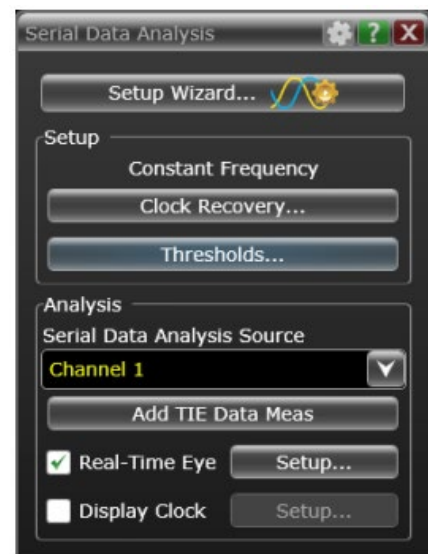 Serial Data Analysis ?
Setup Wizard...
Setup
Constant Frequency
Clock Recovery...
Thresholds...
Analysis
Serial Data Analysis Source
Channel 1
Add TIE Data Meas
Real-Time Eye Setup...
Display Clock Setup...